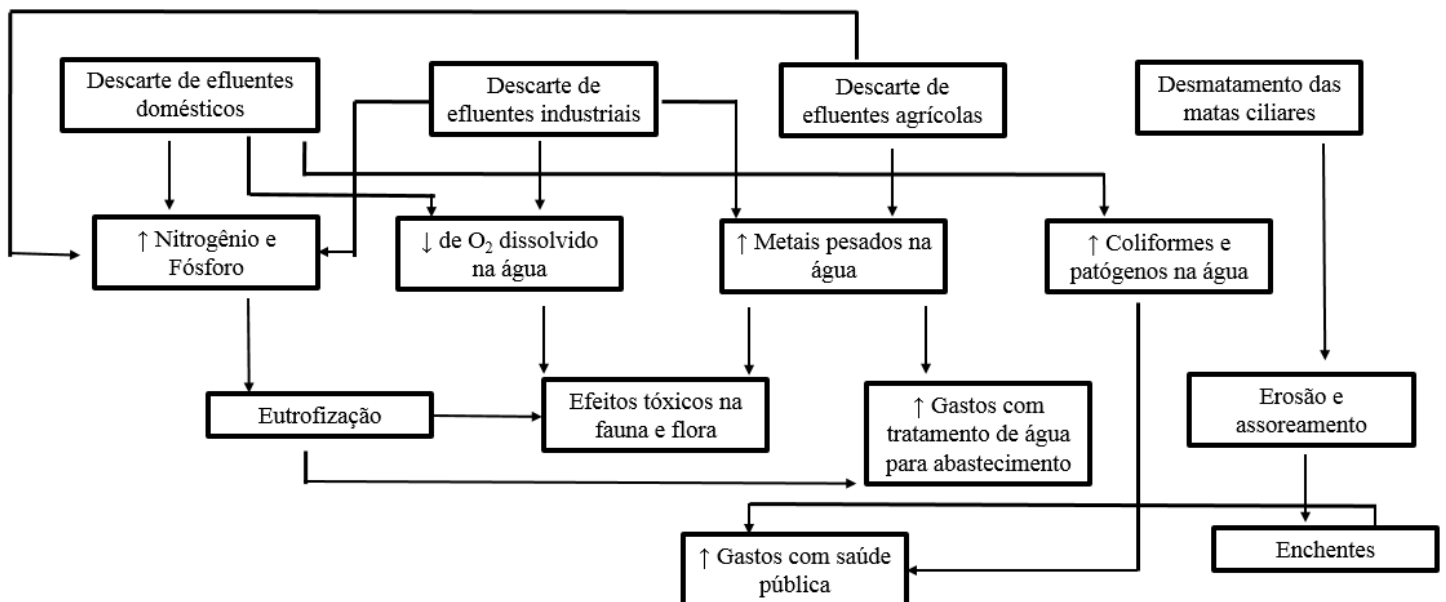 Descarte de efluentes
domésticos
Descarte de
efluentes industriais
Descarte de
efluentes agrícolas
Desmatamento das
matas ciliares
↑ Nitrogênio e
Fósforo
↓ de O₂ dissolvido
na água
↑ Metais pesados na
água
↑ Coliformes e
patógenos na água
Eutrofização
Efeitos tóxicos na
fauna e flora
↑ Gastos com
tratamento de água
para abastecimento
Erosão e
assoreamento
↑ Gastos com saúde
pública
Enchentes